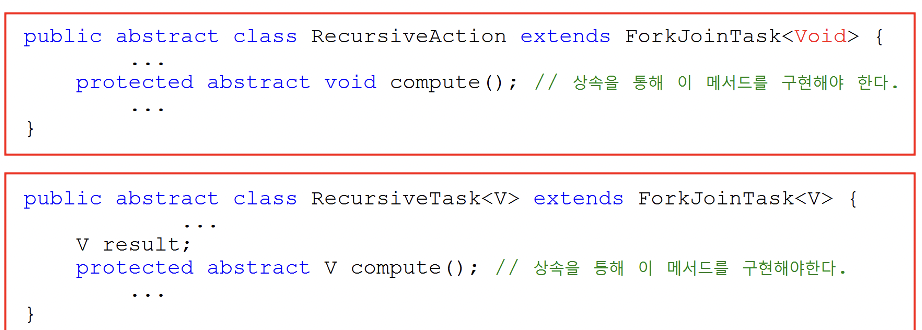 public abstract class RecursiveAction extends ForkJoinTask<Void> {
...
protected abstract void compute(); // 상속을 통해 이 메서드를 구현해야 한다.
...
}
public abstract class RecursiveTask<V> extends ForkJoinTask<V> {
...
V result;
protected abstract V compute(); // 상속을 통해 이 메서드를 구현해야한다.
...
}